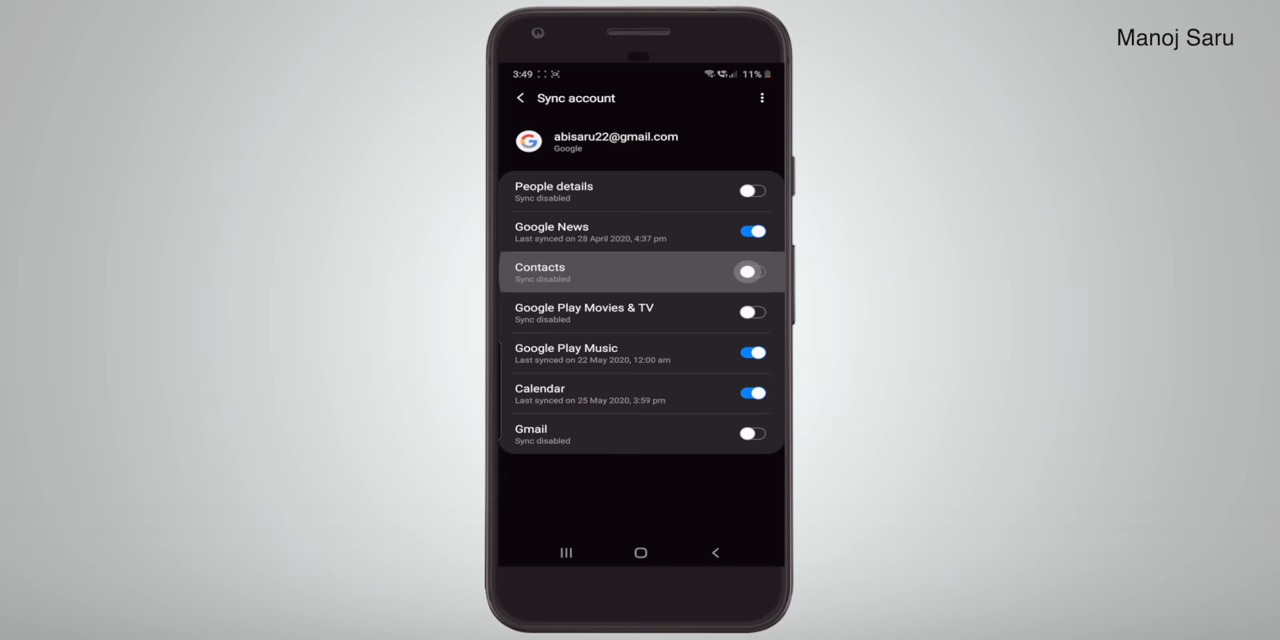 Manoj Saru
3:49
11%
Sync account
abisaru22@gmail.com
Google
People details
Sync disabled
Google News
Last synced on 28 April 2020, 4:37 pm
Contacts
Sync disabled
Google Play Movies & TV
Sync disabled
Google Play Music
Last synced on 22 May 2020, 12:00 am
Calendar
Last synced on 25 May 2020, 3:59 pm
Gmail
Sync disabled